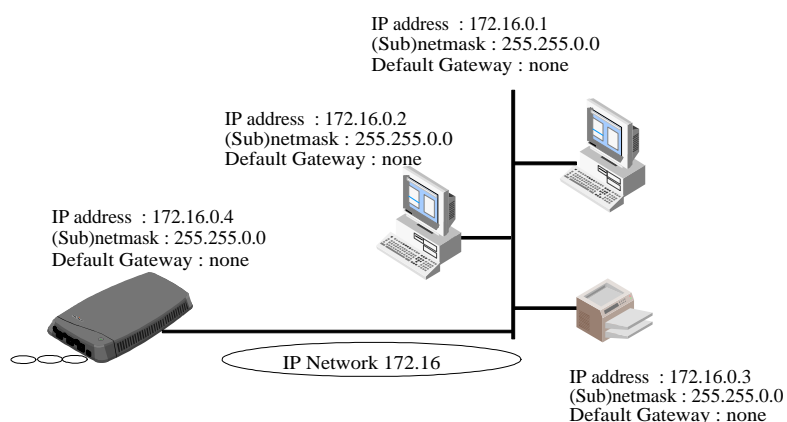 IP address : 172.16.0.1
(Sub)netmask : 255.255.0.0
Default Gateway : none
IP address : 172.16.0.2
(Sub)netmask : 255.255.0.0
Default Gateway : none
IP address : 172.16.0.4
(Sub)netmask : 255.255.0.0
Default Gateway : none
IP Network 172.16
IP address : 172.16.0.3
(Sub)netmask : 255.255.0.0
Default Gateway : none